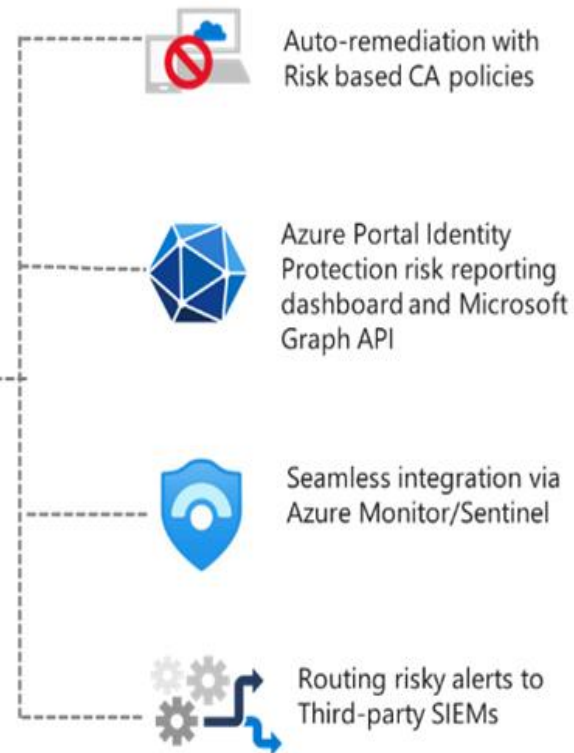 Auto-remediation with
Risk based CA policies
Azure Portal Identity
Protection risk reporting
dashboard and Microsoft
Graph API
Seamless integration via
Azure Monitor/Sentinel
Routing risky alerts to
Third-party SIEMs